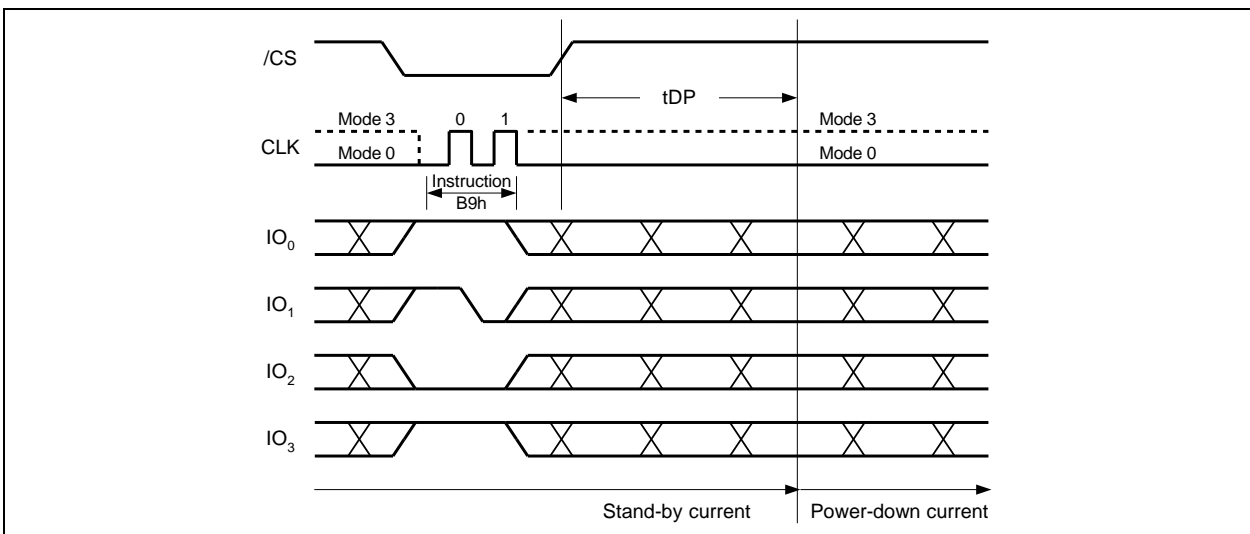 /CS
tDP
Mode 3 0 1 Mode 3
CLK
Mode 0 Mode 0
Instruction
B9h
IO0
IO1
IO2
IO3
Stand-by current Power-down current